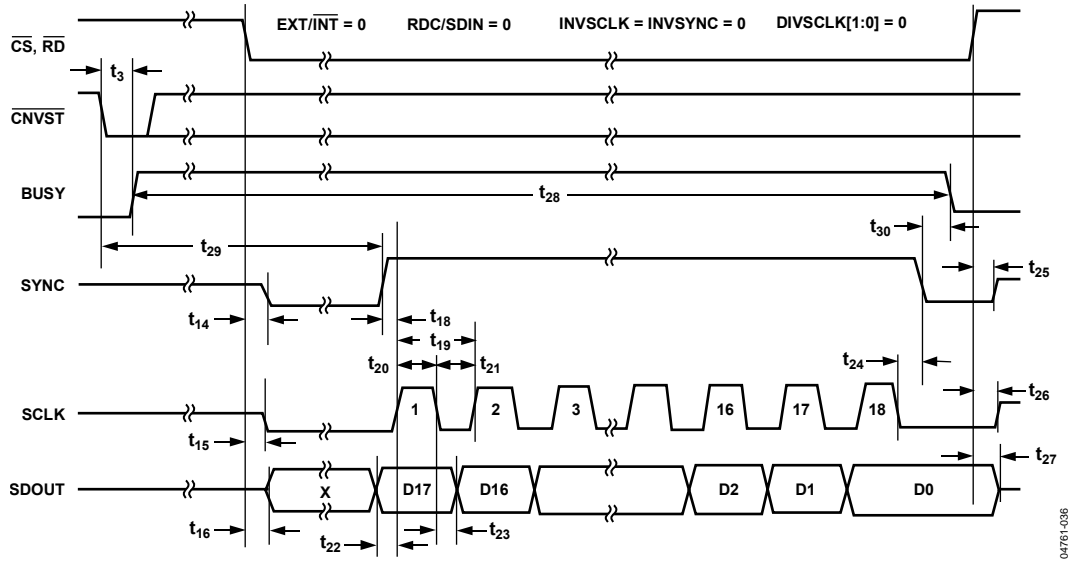 EXT/INT = 0 RDC/SDIN = 0 INVSCLK = INVSYNC = 0 DIVSCLK[1:0] = 0
CS, RD
t3
CNVST
BUSY
t28
t29
t30
SYNC
t25
t14
t18
t19
t20
t21
t24
t26
SCLK
1 2 3 16 17 18
t15
t27
SDOUT
X D17 D16 D2 D1 D0
t16
t22
t23
04761-036